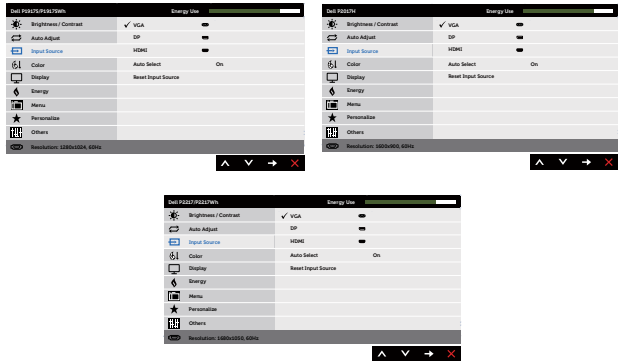 Dell P1917S/P1917SWh Energy Use
Brightness / Contrast VGA
Auto Adjust DP
Input Source HDMI
Color Auto Select On
Display Reset Input Source
Energy
Menu
Personalize
Others
Resolution: 1280x1024, 60Hz
Dell P2017H Energy Use
Brightness / Contrast VGA
Auto Adjust DP
Input Source HDMI
Color Auto Select On
Display Reset Input Source
Energy
Menu
Personalize
Others
Resolution: 1600x900, 60Hz
Dell P2217/P2217Wh Energy Use
Brightness / Contrast VGA
Auto Adjust DP
Input Source HDMI
Color Auto Select On
Display Reset Input Source
Energy
Menu
Personalize
Others
Resolution: 1680x1050, 60Hz